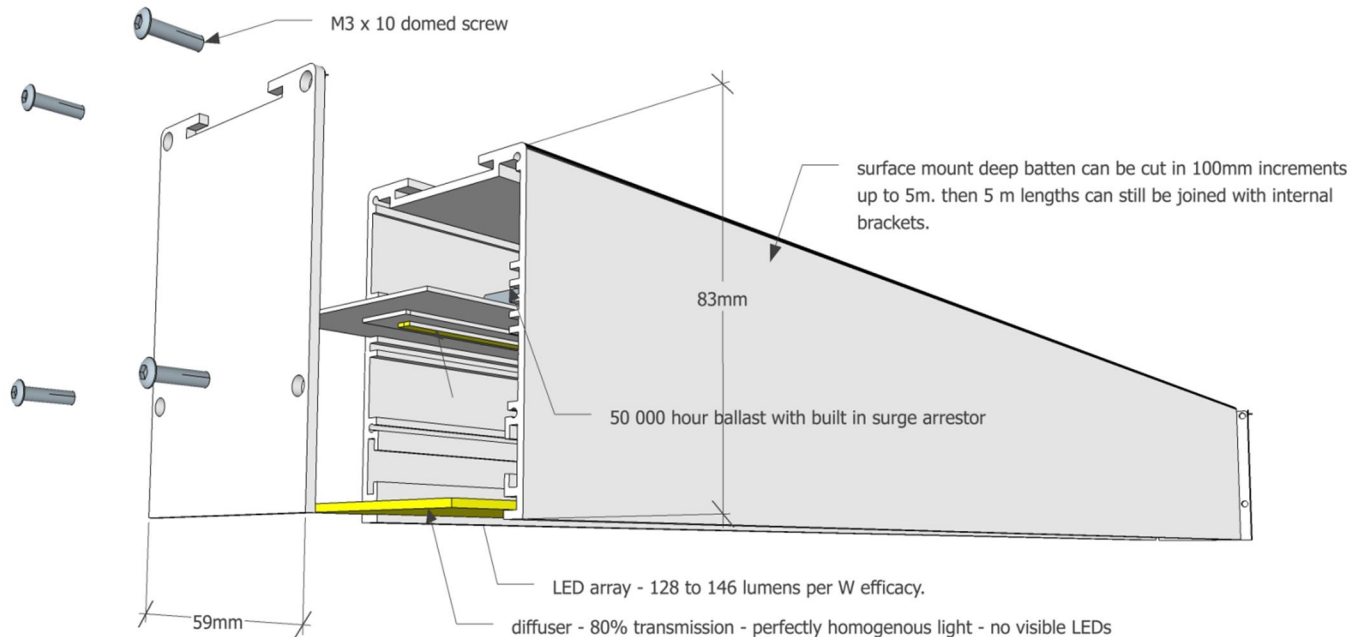 M3 x 10 domed screw
surface mount deep batten can be cut in 100mm increments
up to 5m. then 5 m lengths can still be joined with internal
brackets.
83mm
50 000 hour ballast with built in surge arrestor
LED array - 128 to 146 lumens per W efficacy.
59mm
diffuser - 80% transmission - perfectly homogenous light - no visible LEDs